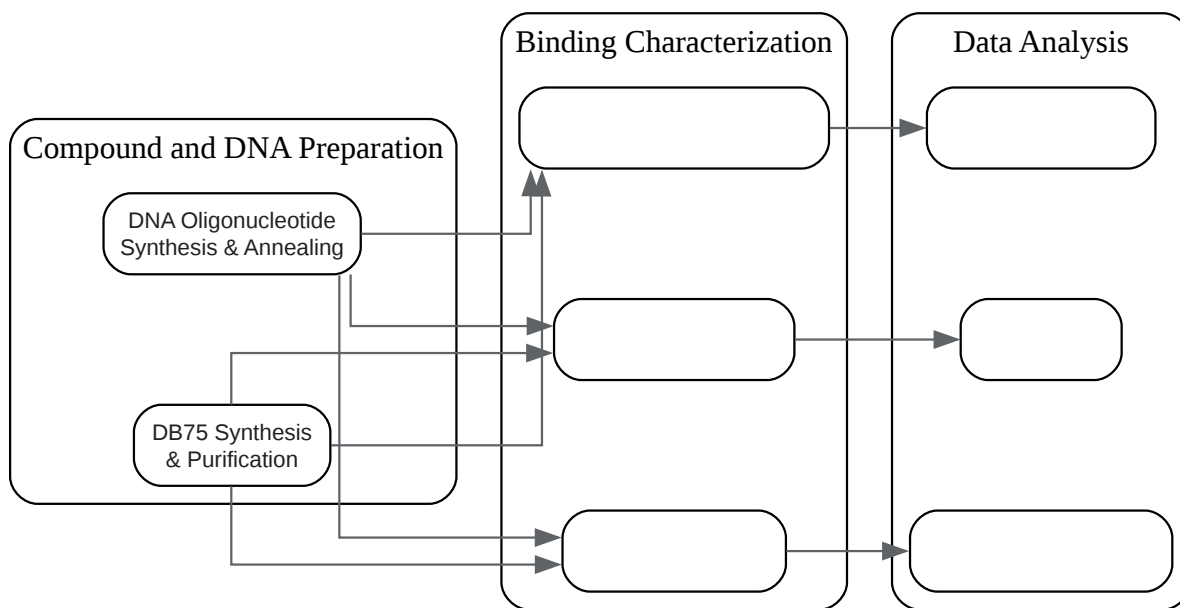 Binding Characterization
Data Analysis
Compound and DNA Preparation
DNA Oligonucleotide
Synthesis & Annealing
DB75 Synthesis
& Purification